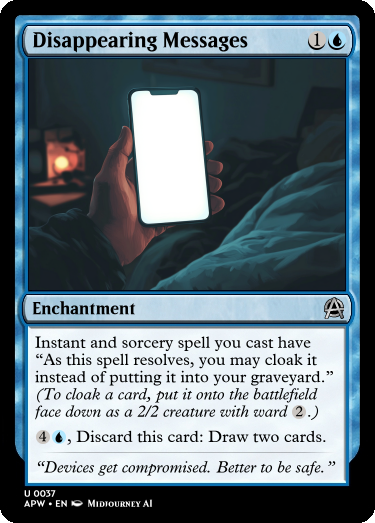 Disappearing Messages 1
Enchantment
Instant and sorcery spell you cast have
“As this spell resolves, you may cloak it
instead of putting it into your graveyard.”
(To cloak a card, put it onto the battlefield
face down as a 2/2 creature with ward 2.)
4, Discard this card: Draw two cards.
“Devices get compromised. Better to be safe.”
U 0037
APW • EN Midjourney AI